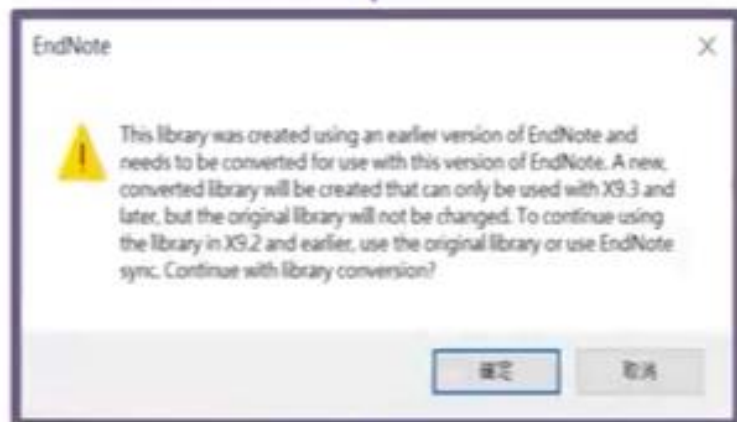 EndNote
This library was created using an earlier version of EndNote and
needs to be converted for use with this version of EndNote. A new,
converted library will be created that can only be used with X9.3 and
later, but the original library will not be changed. To continue using
the library in X9.2 and earlier, use the original library or use EndNote
sync. Continue with library conversion?
確定
取消